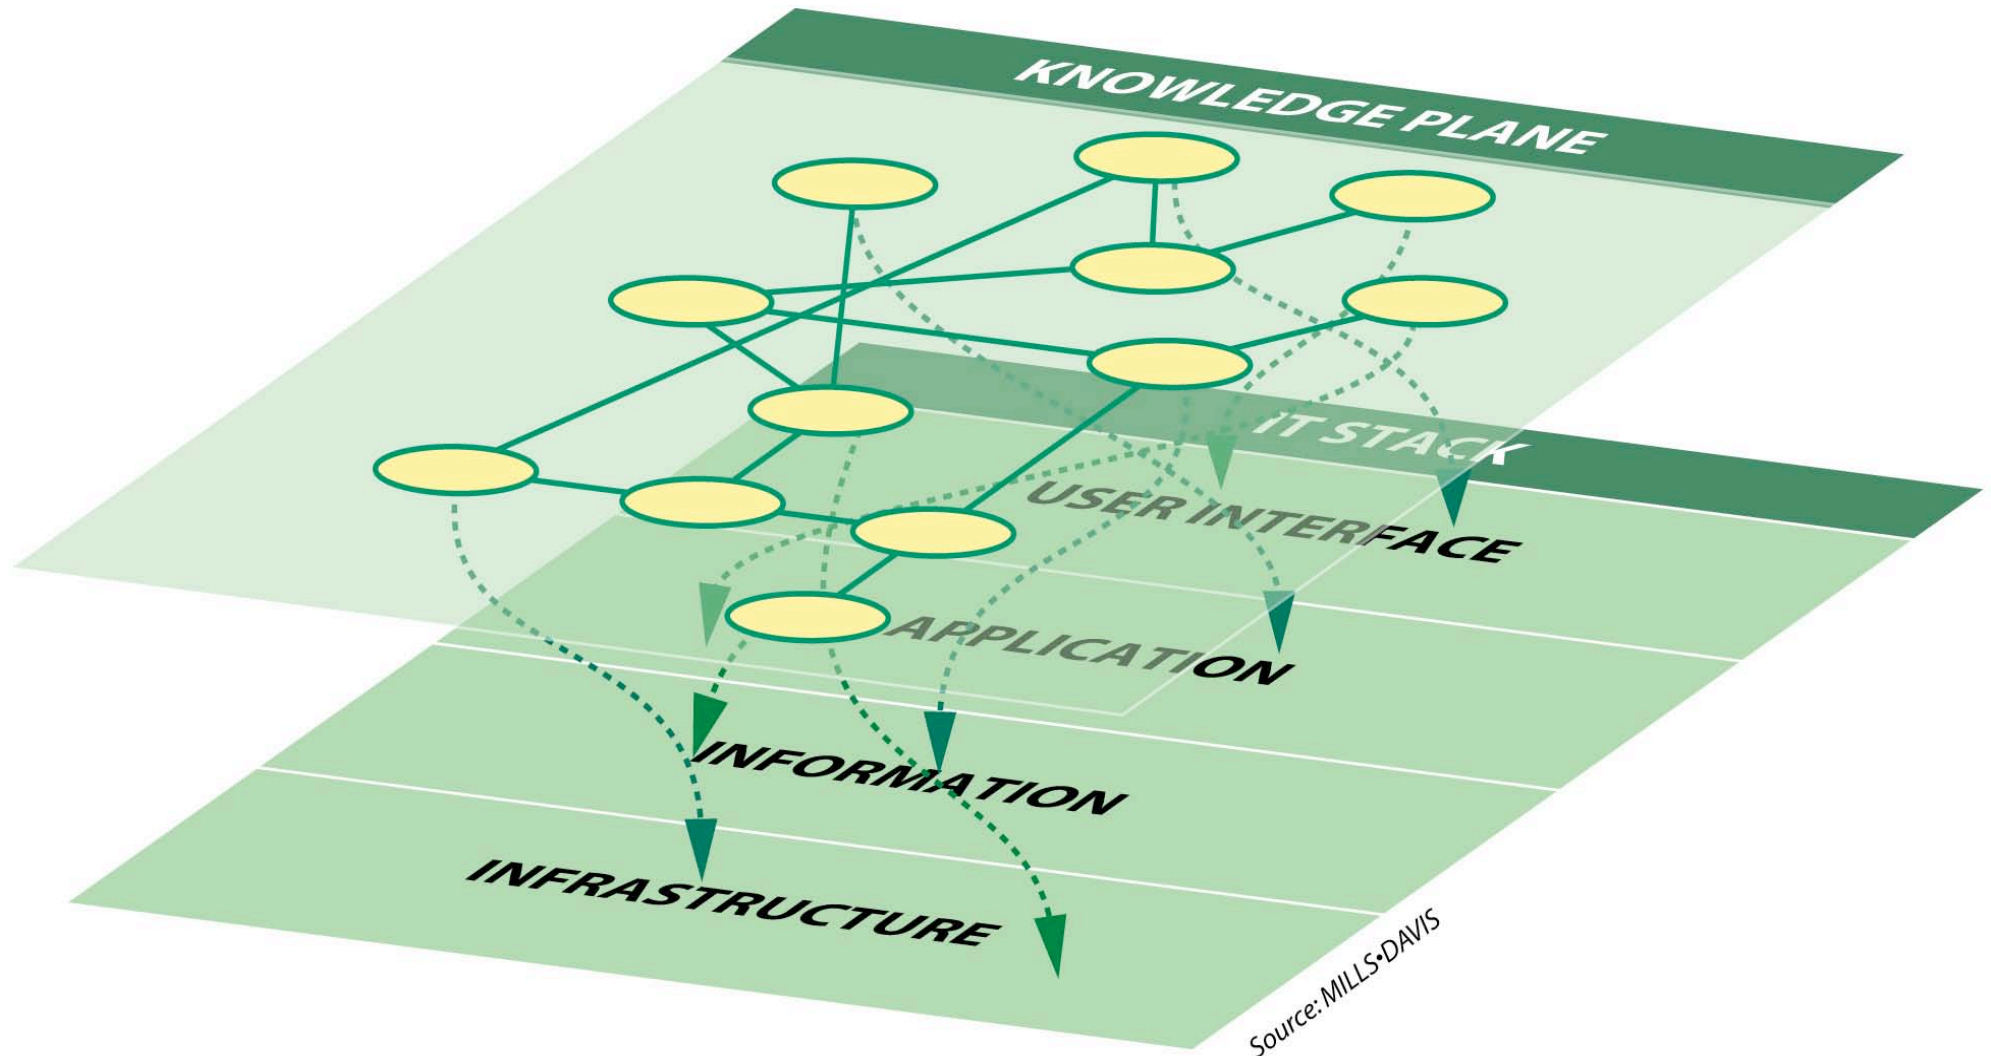 KNOWLEDGE PLANE
IT STACK
USER INTERFACE
APPLICATION
INFORMATION
INFRASTRUCTURE
Source: MILLS•DAVIS